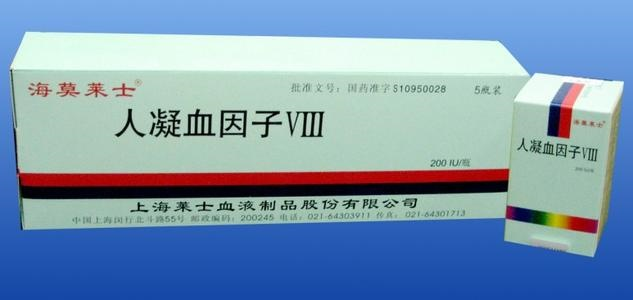 海莫莱士®
批准文号：国药准字S10950028 5瓶装
人凝血因子VIII
200 IU/瓶
上海莱士血液制品股份有限公司
中国上海闵行北斗路55号 邮政编码：200245 电话：021-64303911 传真：021-64301713
海莫莱士®
人凝血因子VIII
200IU/瓶